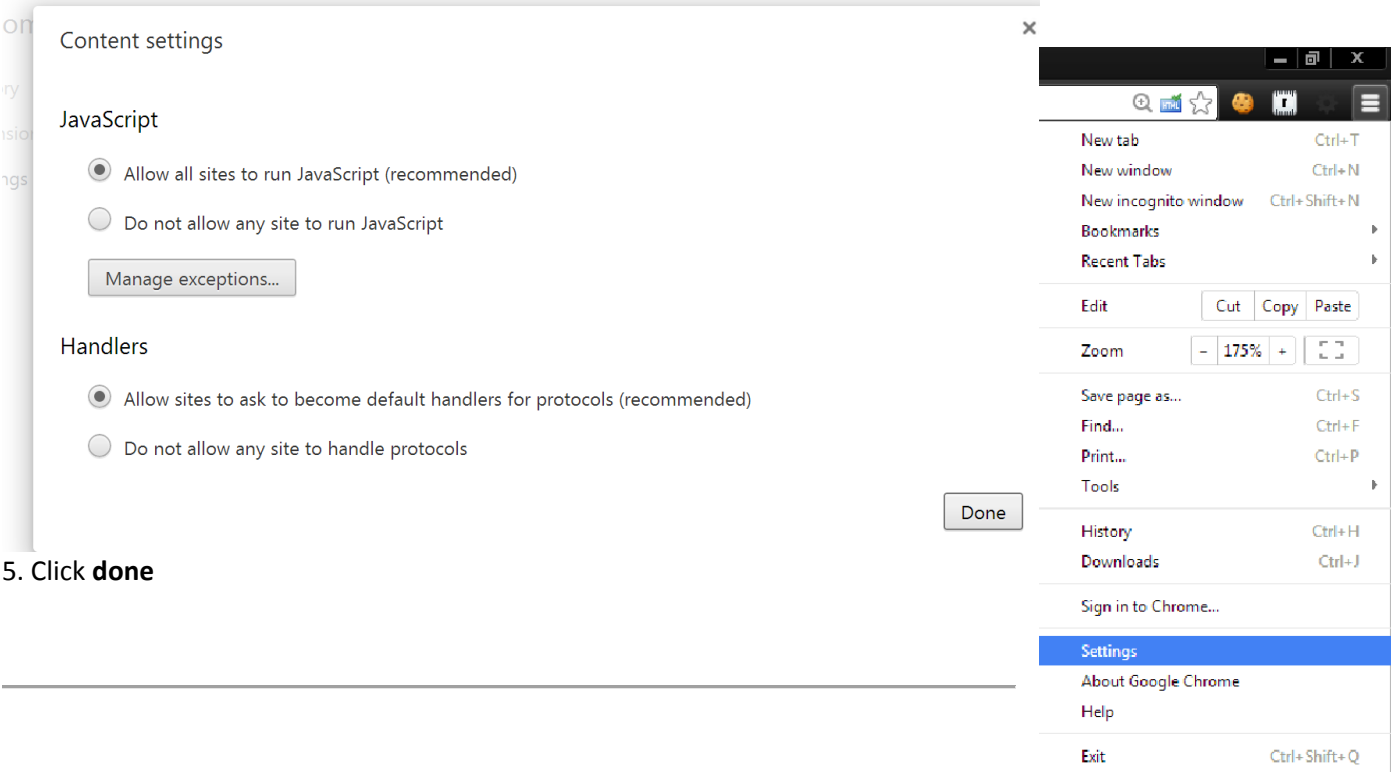 Content settings
JavaScript
Allow all sites to run JavaScript (recommended)
Do not allow any site to run JavaScript
Manage exceptions...
Handlers
Allow sites to ask to become default handlers for protocols (recommended)
Do not allow any site to handle protocols
Done
5. Click done
New tab Ctrl+T
New window Ctrl+N
New incognito window Ctrl+Shift+N
Bookmarks
Recent Tabs
Edit Cut Copy Paste
Zoom - 175% +
Save page as... Ctrl+S
Find... Ctrl+F
Print... Ctrl+P
Tools
History Ctrl+H
Downloads Ctrl+J
Sign in to Chrome...
Settings
About Google Chrome
Help
Exit Ctrl+Shift+Q